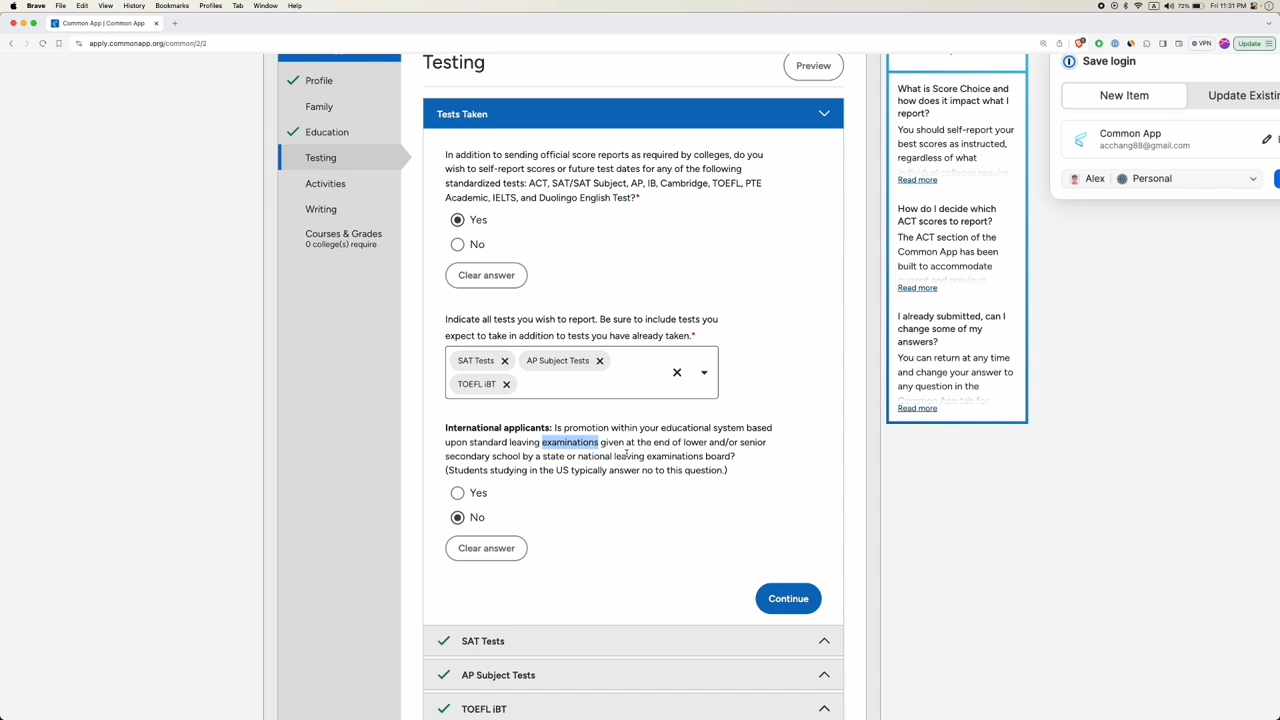 Brave File Edit View History Bookmarks Profiles Tab Window Help
72% Fri 11:31 PM
Common App | Common App
apply.commonapp.org/common/2/2
VPN
Update
Profile
Family
Education
Testing
Activities
Writing
Courses & Grades
0 college(s) require
Testing
Preview
Tests Taken
In addition to sending official score reports as required by colleges, do you
wish to self-report scores or future test dates for any of the following
standardized tests: ACT, SAT/SAT Subject, AP, IB, Cambridge, TOEFL, PTE
Academic, IELTS, and Duolingo English Test?*
Yes
No
Clear answer
Indicate all tests you wish to report. Be sure to include tests you
expect to take in addition to tests you have already taken.*
SAT Tests
AP Subject Tests
TOEFL iBT
International applicants: Is promotion within your educational system based
upon standard leaving examinations given at the end of lower and/or senior
secondary school by a state or national leaving examinations board?
(Students studying in the US typically answer no to this question.)
Yes
No
Clear answer
Continue
SAT Tests
AP Subject Tests
TOEFL iBT
What is Score Choice and
how does it impact what I
report?
You should self-report your
best scores as instructed,
regardless of what
Read more
How do I decide which
ACT scores to report?
The ACT section of the
Common App has been
built to accommodate
Read more
I already submitted, can I
change some of my
answers?
You can return at any time
and change your answer to
any question in the
Common App tab for
Read more
Save login
New Item
Update Existin
Common App
acchang88@gmail.com
Alex Personal